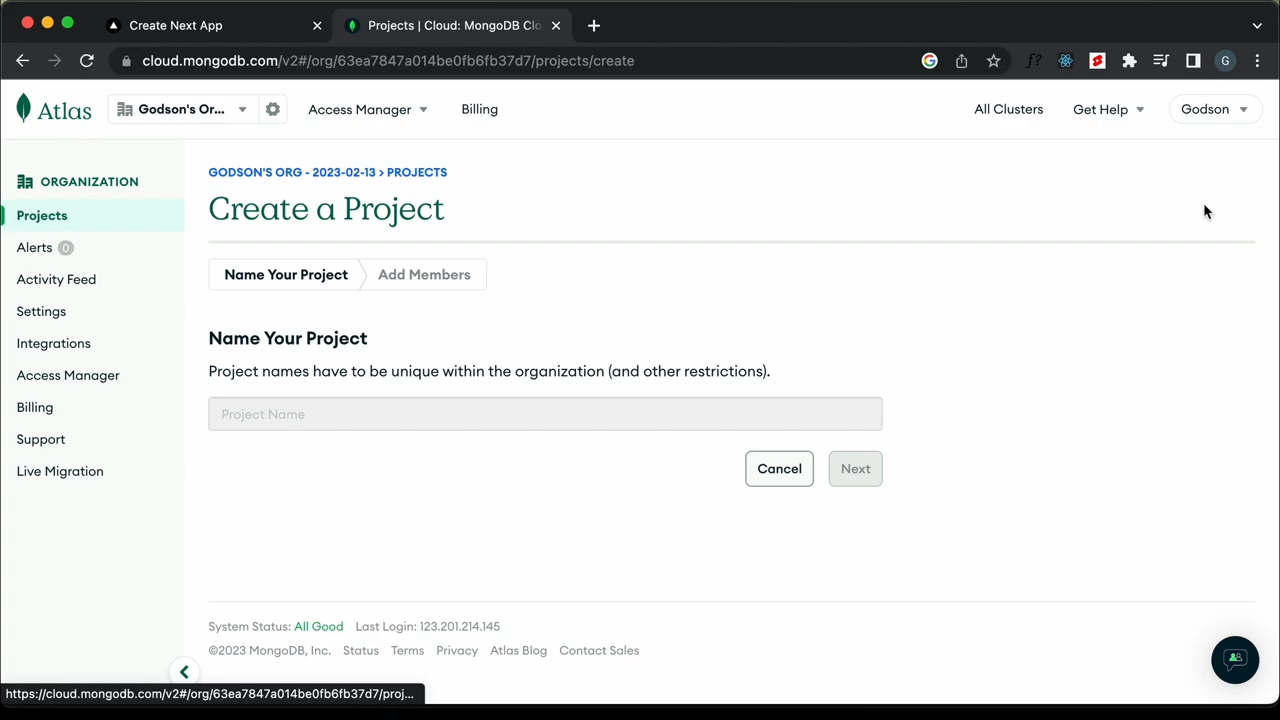 Create Next App
Projects | Cloud: MongoDB Clo
cloud.mongodb.com/v2#/org/63ea7847a014be0fb6fb37d7/projects/create
G
Atlas
Godson's Or...
Access Manager
Billing
All Clusters
Get Help
Godson
ORGANIZATION
Projects
Alerts 0
Activity Feed
Settings
Integrations
Access Manager
Billing
Support
Live Migration
GODSON'S ORG - 2023-02-13 > PROJECTS
Create a Project
Name Your Project
Add Members
Name Your Project
Project names have to be unique within the organization (and other restrictions).
Project Name
Cancel
Next
System Status: All Good Last Login: 123.201.214.145
©2023 MongoDB, Inc. Status Terms Privacy Atlas Blog Contact Sales
https://cloud.mongodb.com/v2#/org/63ea7847a014be0fb6fb37d7/proj...